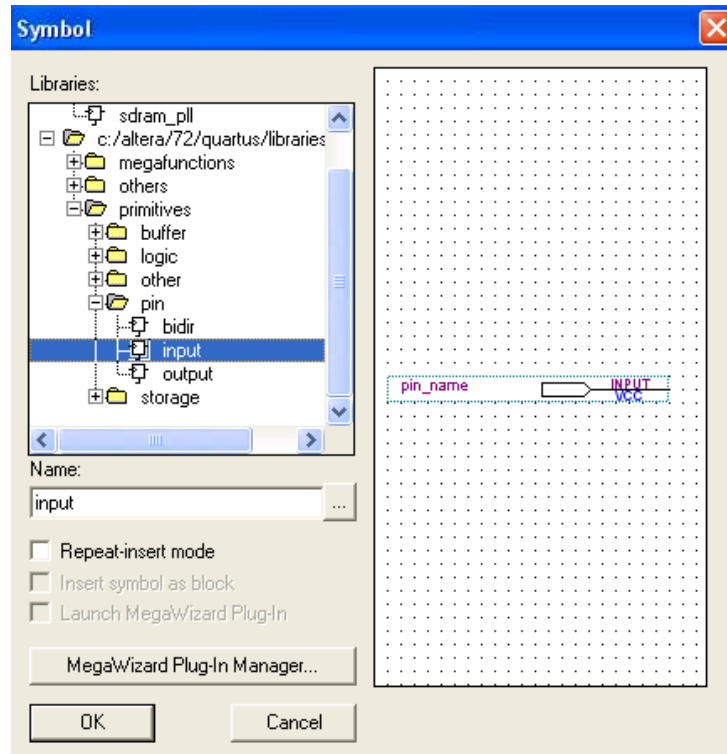 Symbol
Libraries:
sdram_pll
c:/altera/72/quartus/libraries
megafunctions
others
primitives
buffer
logic
other
pin
bidir
input
output
storage
Name:
input
...
Repeat-insert mode
Insert symbol as block
Launch MegaWizard Plug-In
MegaWizard Plug-In Manager...
OK
Cancel
pin_name
INPUT
VCC